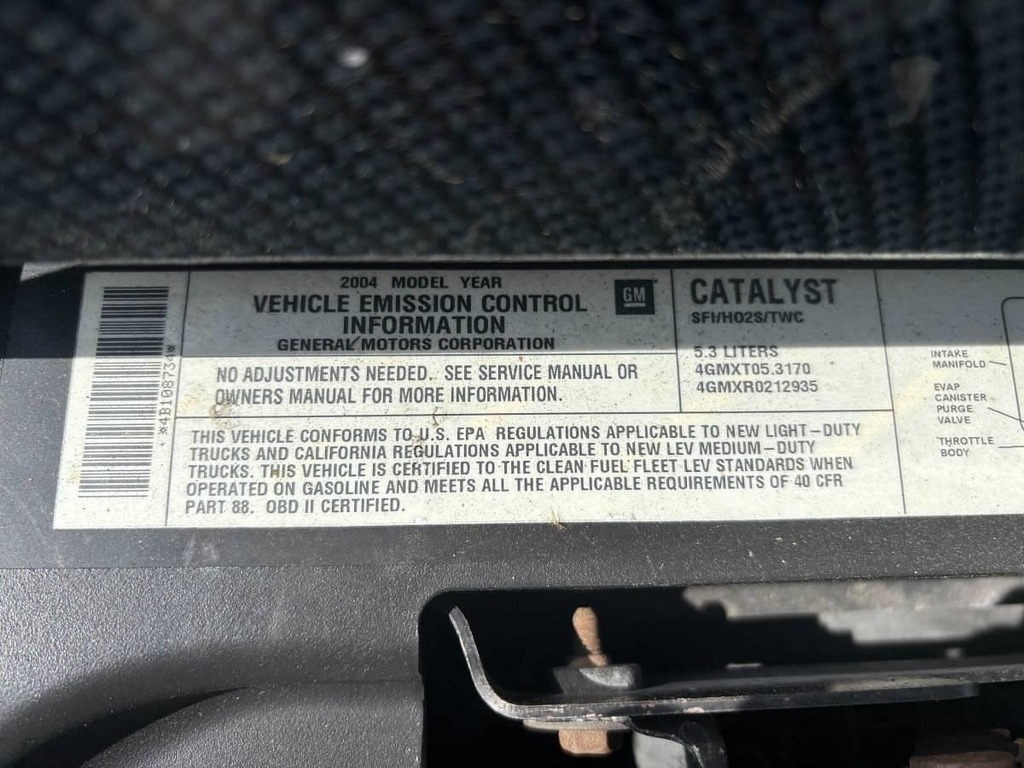 *4B108734*
2004 MODEL YEAR
VEHICLE EMISSION CONTROL
INFORMATION
GENERAL MOTORS CORPORATION
GM
NO ADJUSTMENTS NEEDED. SEE SERVICE MANUAL OR
OWNERS MANUAL FOR MORE INFORMATION.
CATALYST
SFI/HO2S/TWC
5.3 LITERS
4GMXT05.3170
4GMXR0212935
THIS VEHICLE CONFORMS TO U.S. EPA REGULATIONS APPLICABLE TO NEW LIGHT-DUTY
TRUCKS AND CALIFORNIA REGULATIONS APPLICABLE TO NEW LEV MEDIUM-DUTY
TRUCKS. THIS VEHICLE IS CERTIFIED TO THE CLEAN FUEL FLEET LEV STANDARDS WHEN
OPERATED ON GASOLINE AND MEETS ALL THE APPLICABLE REQUIREMENTS OF 40 CFR
PART 88. OBD II CERTIFIED.
INTAKE
MANIFOLD
EVAP
CANISTER
PURGE
VALVE
THROTTLE
BODY